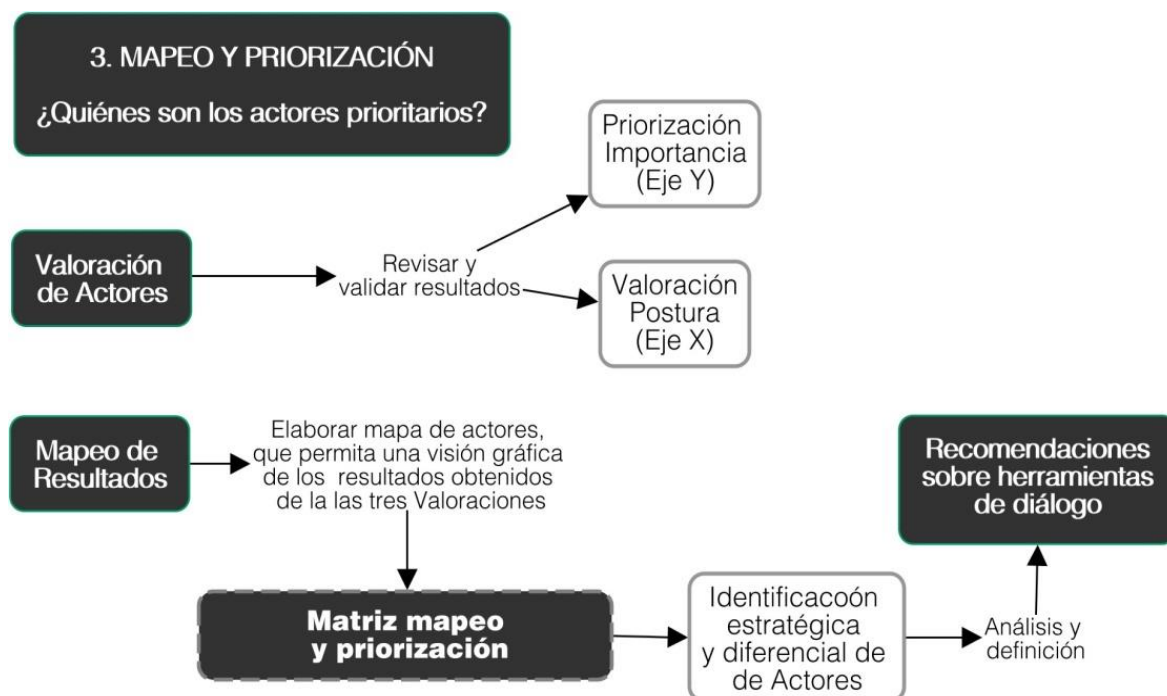 3. MAPEO Y PRIORIZACIÓN
¿Quiénes son los actores prioritarios?
Priorización
Importancia
(Eje Y)
Valoración
de Actores
Revisar y
validar resultados
Valoración
Postura
(Eje X)
Mapeo de
Resultados
Elaborar mapa de actores,
que permita una visión gráfica
de los resultados obtenidos
de la las tres Valoraciones
Recomendaciones
sobre herramientas
de diálogo
Matriz mapeo
y priorización
Identificacoón
estratégica
y diferencial de
de Actores
Análisis y
definición